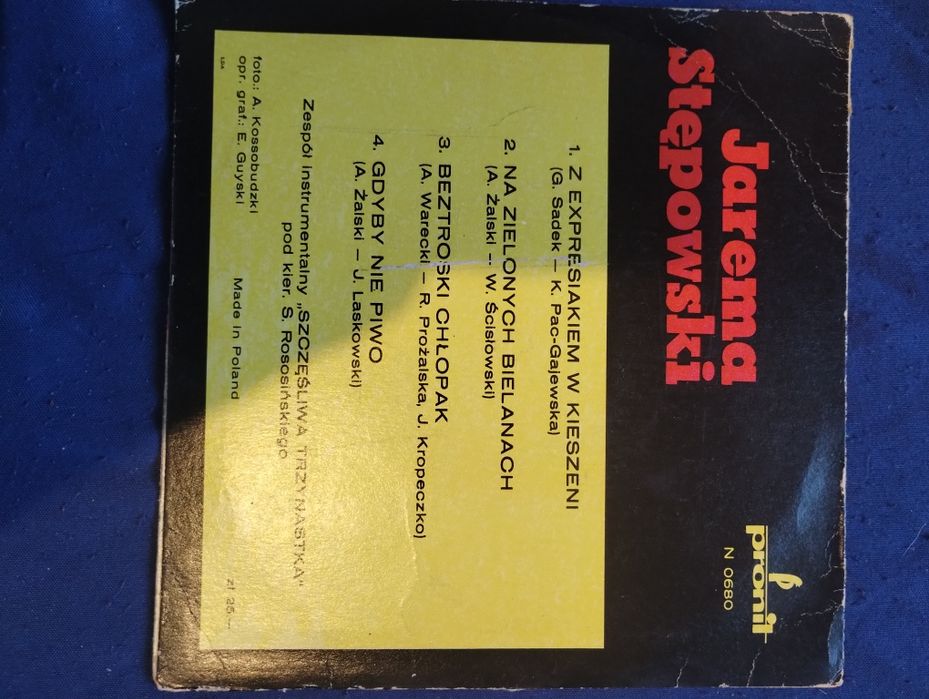 Jarema
Stępowski
pronit
N 0680
1. Z EXPRESIAKIEM W KIESZENI
(G. Sadek — K. Pac-Gajewska)
2. NA ZIELONYCH BIELANACH
(A. Żalski — W. Ścisłowski)
3. BEZTROSKI CHŁOPAK
(A. Warecki — R. Prożalska, J. Kropeczko)
4. GDYBY NIE PIWO
(A. Żalski — J. Laskowski)
Zespół instrumentalny „SZCZĘŚLIWA TRZYNASTKA"
pod kier. S. Rososińskiego
foto.: A. Kossobudzki
opr. graf.: E. Guyski
Made in Poland
zł 25,—